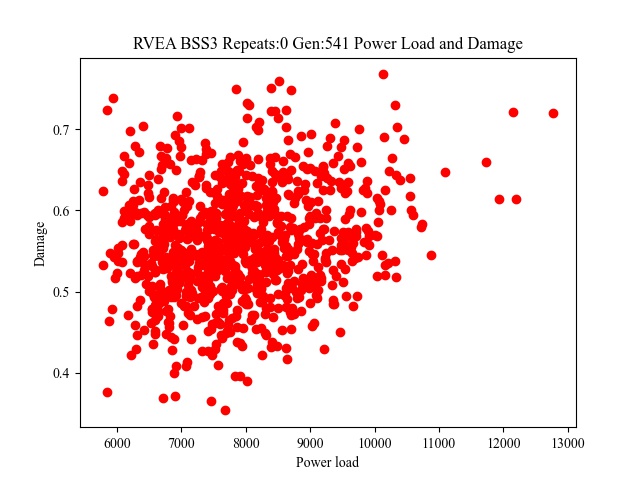 RVEA BSS3 Repeats:0 Gen:541 Power Load and Damage
0.7
0.6
0.5
0.4
Damage
6000 7000 8000 9000 10000 11000 12000 13000
Power load